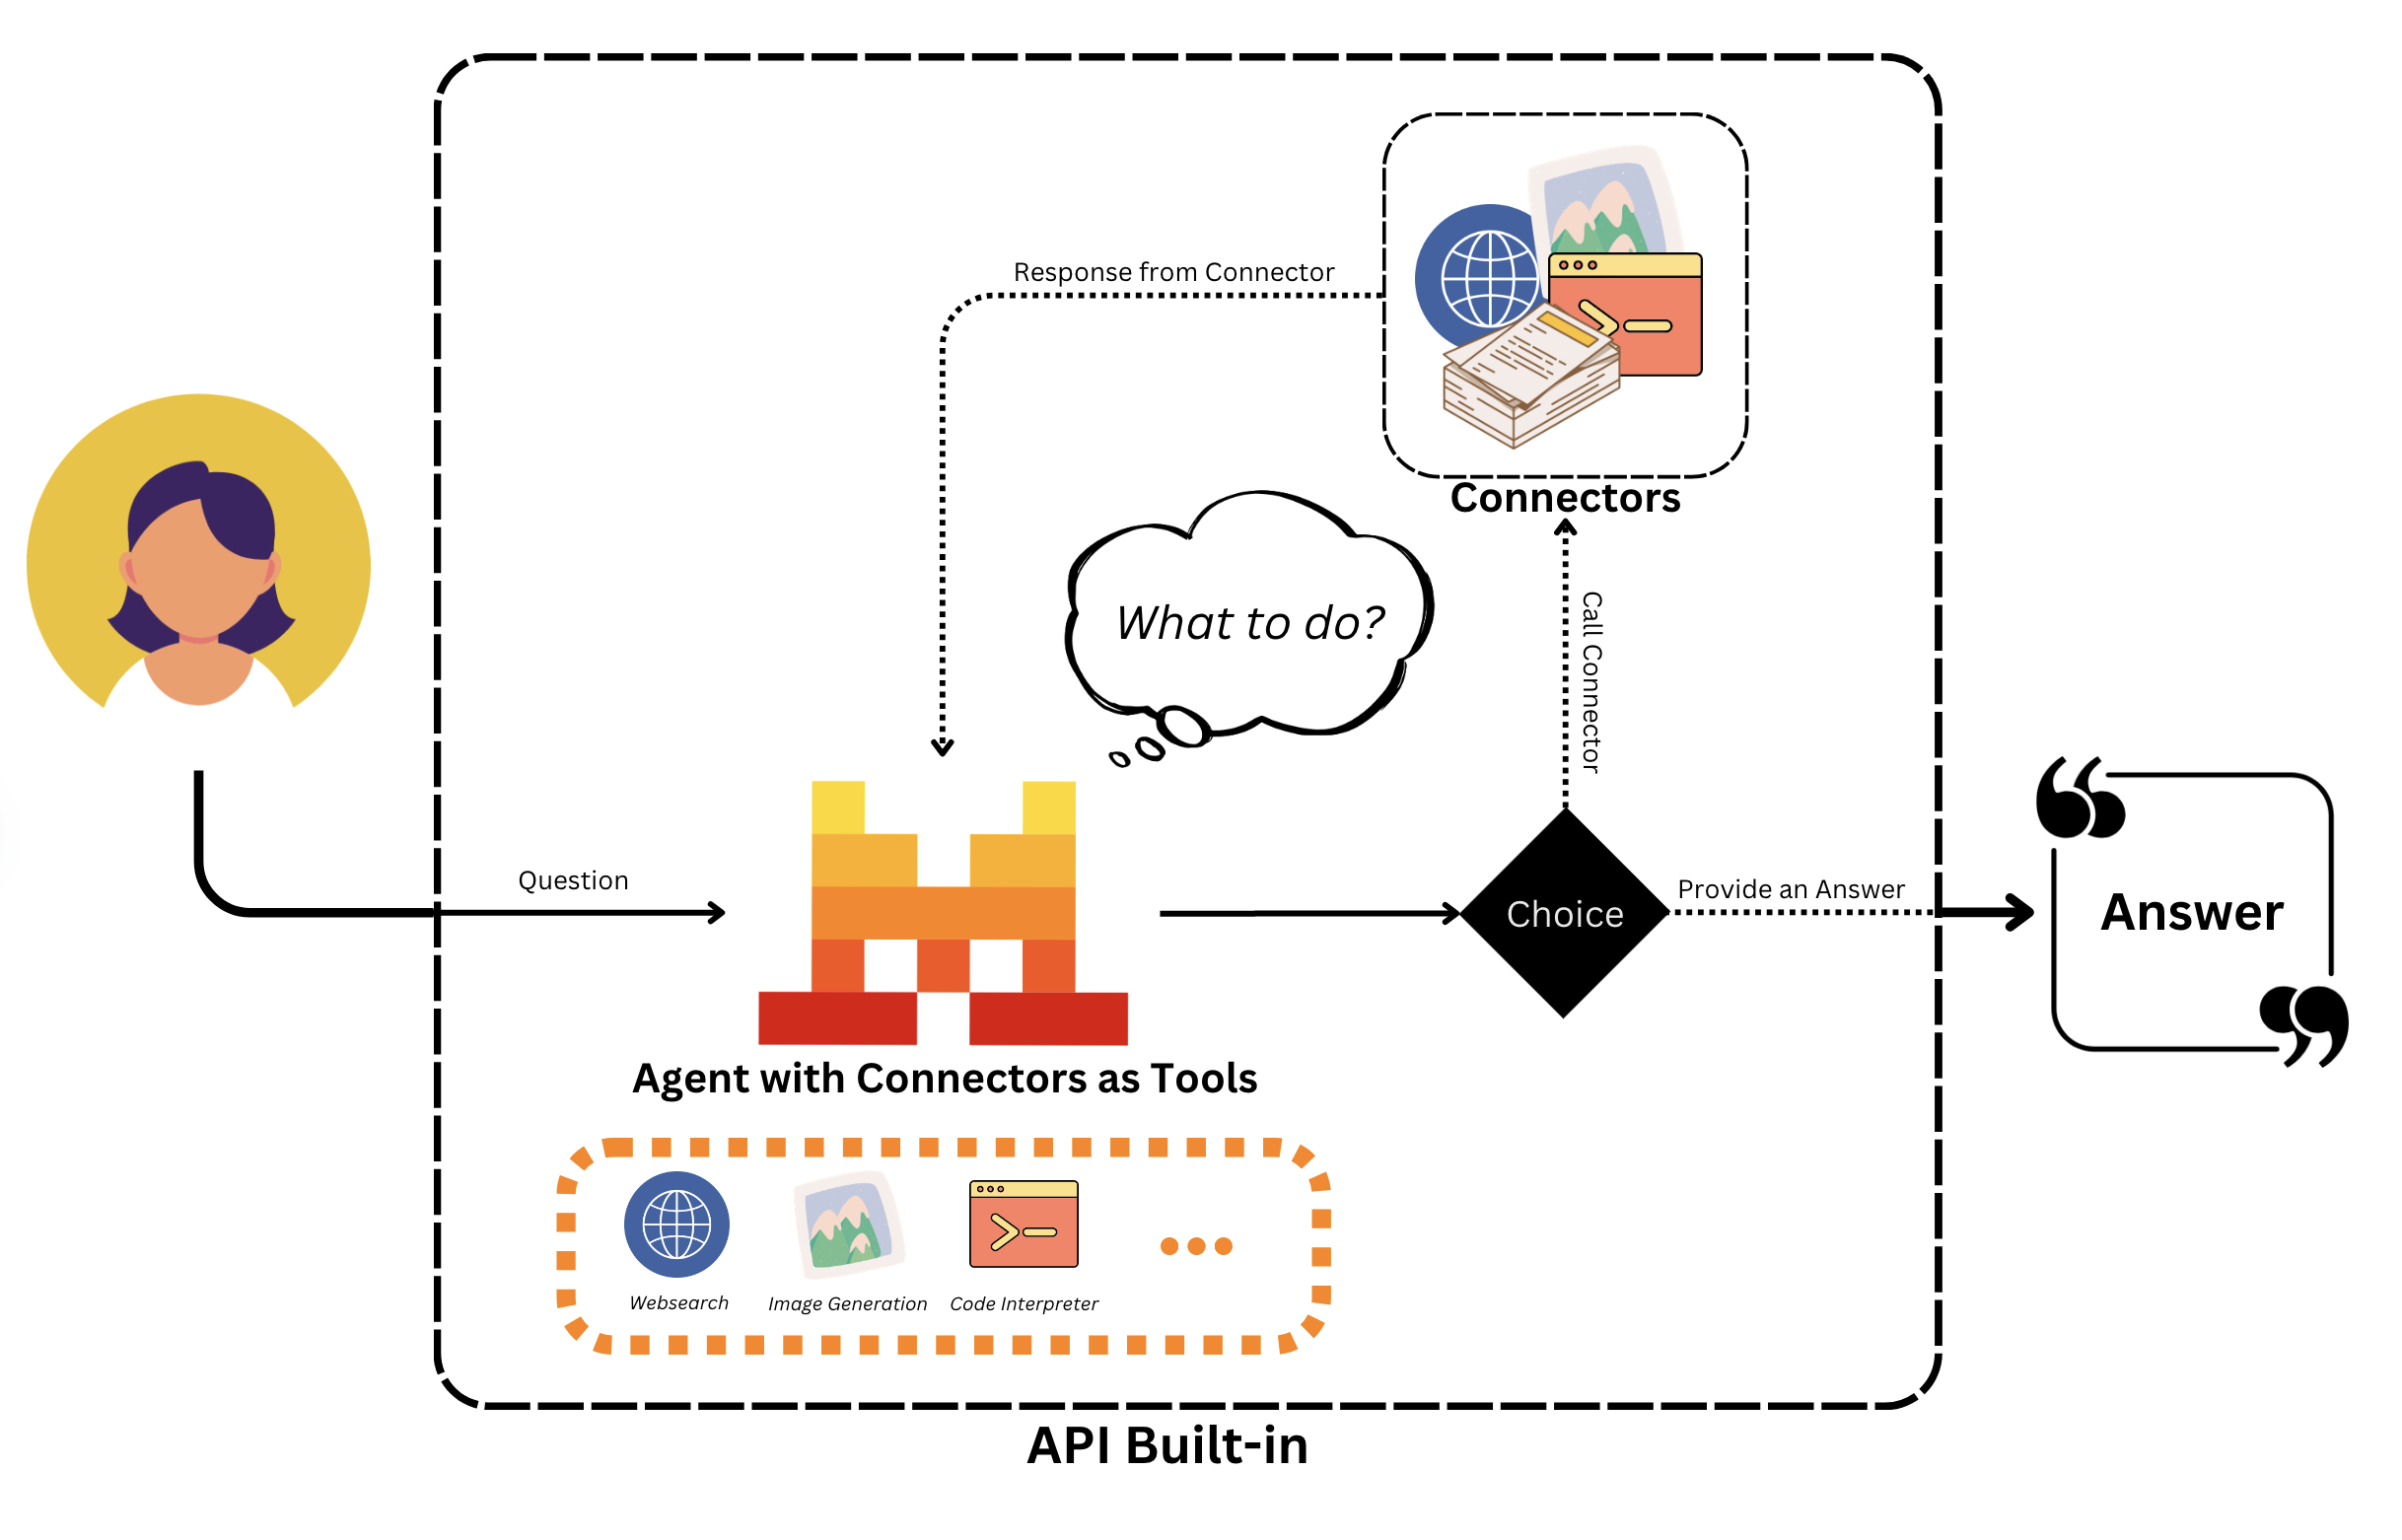 Response from Connector
Connectors
What to do?
Call Connector
Question
Choice
Provide an Answer
Answer
Agent with Connectors as Tools
Websearch
Image Generation
Code Interpreter
API Built-in